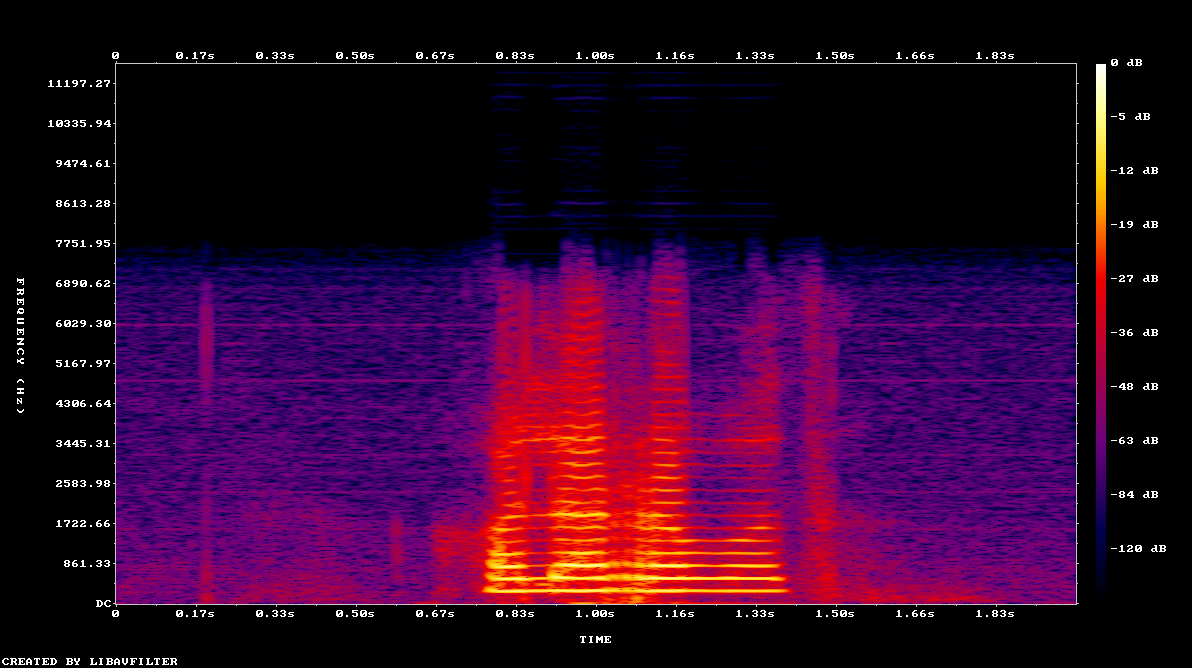 0 0.17s 0.33s 0.50s 0.67s 0.83s 1.00s 1.16s 1.33s 1.50s 1.66s 1.83s
0 dB
11197.27
-5 dB
10335.94
9474.61
-12 dB
8613.28
-19 dB
7751.95
6890.62
-27 dB
6029.30
-36 dB
5167.97
-48 dB
4306.64
3445.31
-63 dB
2583.98
-84 dB
1722.66
-120 dB
861.33
DC
FREQUENCY (Hz)
0 0.17s 0.33s 0.50s 0.67s 0.83s 1.00s 1.16s 1.33s 1.50s 1.66s 1.83s
TIME
CREATED BY LIBAVFILTER